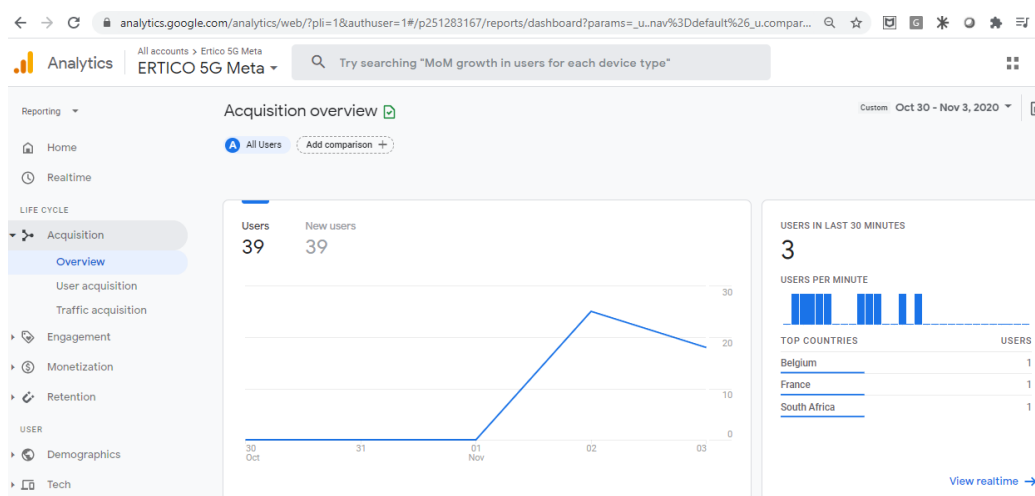 analytics.google.com/analytics/web/?pli=1&authuser=1#/p251283167/reports/dashboard?params=_u..nav%3Ddefault%26_u.compar...
G
Analytics
All accounts > Ertico 5G Meta
ERTICO 5G Meta
Try searching "MoM growth in users for each device type"
Reporting
Home
Realtime
LIFE CYCLE
Acquisition
Overview
User acquisition
Traffic acquisition
Engagement
Monetization
Retention
USER
Demographics
Tech
Acquisition overview
Custom Oct 30 - Nov 3, 2020
A All Users
Add comparison +
Users
39
New users
39
30
20
10
0
30 Oct
31
01 Nov
02
03
USERS IN LAST 30 MINUTES
3
USERS PER MINUTE
TOP COUNTRIES USERS
Belgium 1
France 1
South Africa 1
View realtime